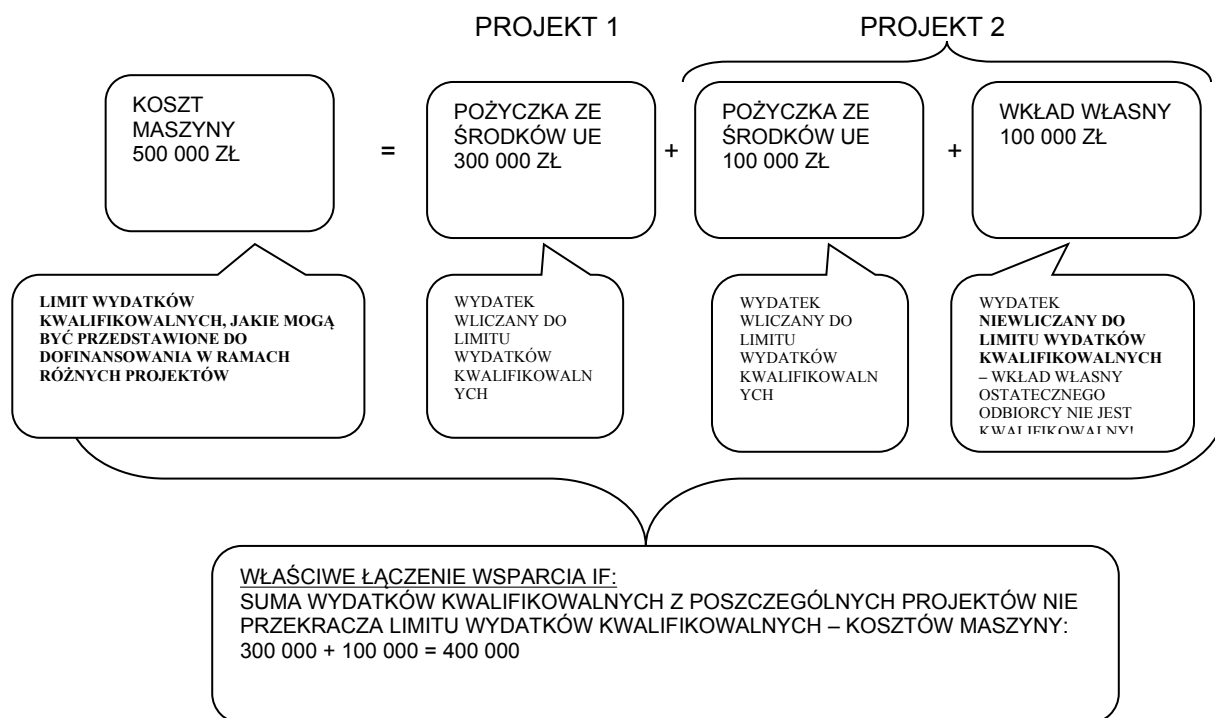 PROJEKT 1
PROJEKT 2
KOSZT
MASZYNY
500 000 ZŁ
=
POŻYCZKA ZE
ŚRODKÓW UE
300 000 ZŁ
+
POŻYCZKA ZE
ŚRODKÓW UE
100 000 ZŁ
+
WKŁAD WŁASNY
100 000 ZŁ
LIMIT WYDATKÓW
KWALIFIKOWALNYCH, JAKIE MOGĄ
BYĆ PRZEDSTAWIONE DO
DOFINANSOWANIA W RAMACH
RÓŻNYCH PROJEKTÓW
WYDATEK
WLICZANY DO
LIMITU
WYDATKÓW
KWALIFIKOWALN
YCH
WYDATEK
WLICZANY DO
LIMITU
WYDATKÓW
KWALIFIKOWALN
YCH
WYDATEK
NIEWLICZANY DO
LIMITU WYDATKÓW
KWALIFIKOWALNYCH
– WKŁAD WŁASNY
OSTATECZNEGO
ODBIORCY NIE JEST
KWALIFIKOWALNY!
WŁAŚCIWE ŁĄCZENIE WSPARCIA IF:
SUMA WYDATKÓW KWALIFIKOWALNYCH Z POSZCZEGÓLNYCH PROJEKTÓW NIE
PRZEKRACZA LIMITU WYDATKÓW KWALIFIKOWALNYCH – KOSZTÓW MASZYNY:
300 000 + 100 000 = 400 000